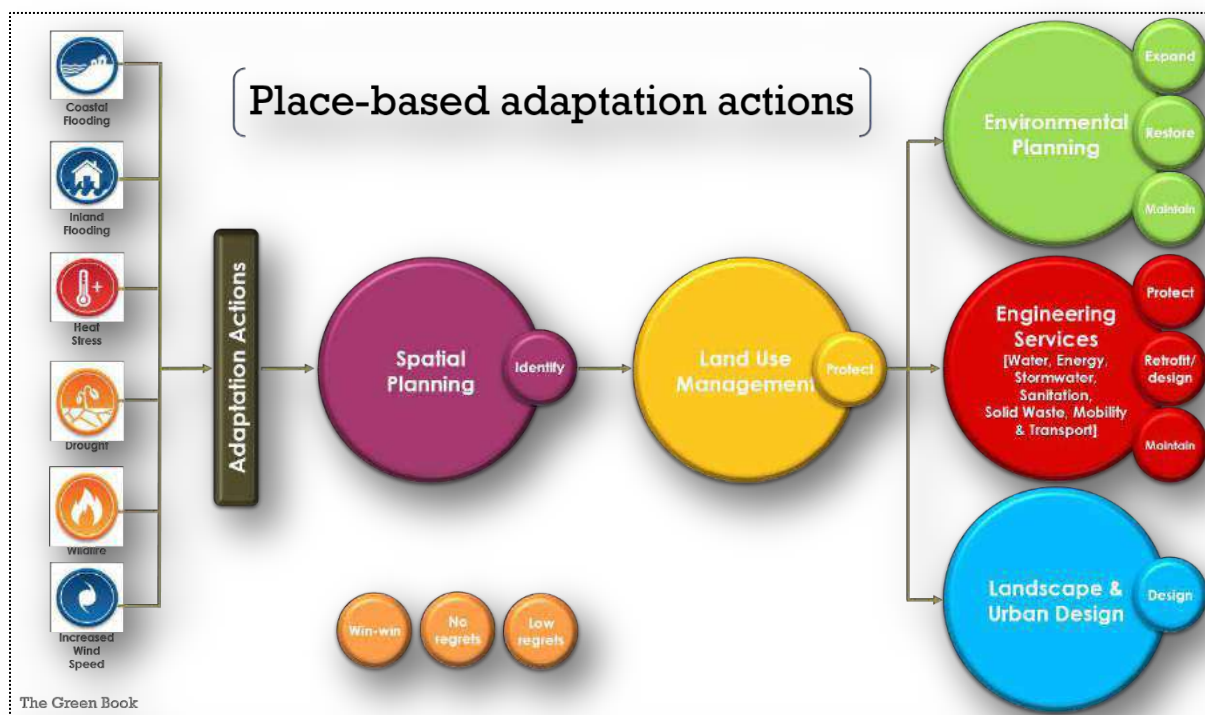 Place-based adaptation actions
Coastal
Flooding
Inland
Flooding
Heat
Stress
Drought
Wildfire
Increased
Wind
Speed
Adaptation Actions
Spatial
Planning
Identify
Land Use
Management
Protect
Environmental
Planning
Expand
Restore
Maintain
Engineering
Services
[Water, Energy,
Stormwater,
Sanitation,
Solid Waste, Mobility
& Transport]
Protect
Retrofit/
design
Maintain
Landscape &
Urban Design
Design
Win-win
No
regrets
Low
regrets
The Green Book